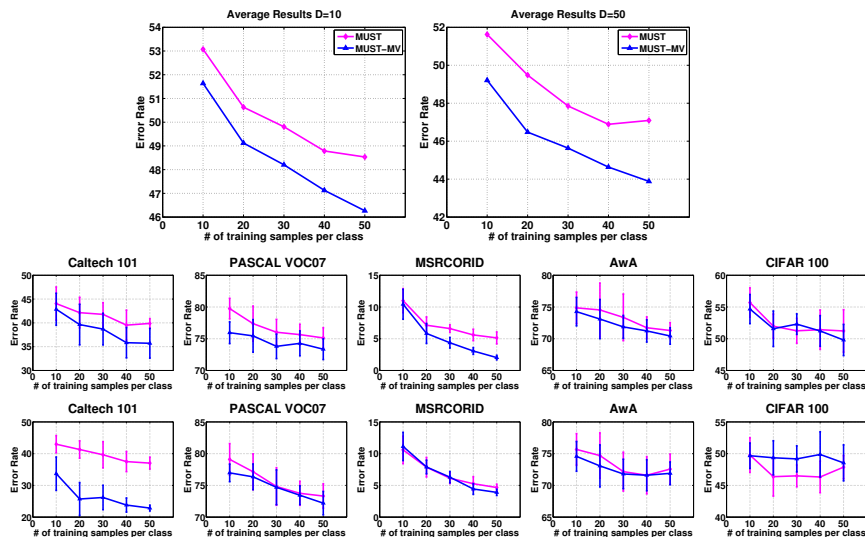 Average Results D=10
Average Results D=50
MUST
MUST-MV
MUST
MUST-MV
Error Rate
54
53
52
51
50
49
48
47
46
0 10 20 30 40 50
# of training samples per class
Error Rate
52
50
48
46
44
42
0 10 20 30 40 50
# of training samples per class
Caltech 101
PASCAL VOC07
MSRCORID
AwA
CIFAR 100
Error Rate
50
45
40
35
30
0 10 20 30 40 50
# of training samples per class
Error Rate
85
80
75
70
0 10 20 30 40 50
# of training samples per class
Error Rate
15
10
5
0
0 10 20 30 40 50
# of training samples per class
Error Rate
80
75
70
65
0 10 20 30 40 50
# of training samples per class
Error Rate
60
55
50
45
0 10 20 30 40 50
# of training samples per class
Caltech 101
PASCAL VOC07
MSRCORID
AwA
CIFAR 100
Error Rate
50
40
30
20
0 10 20 30 40 50
# of training samples per class
Error Rate
85
80
75
70
0 10 20 30 40 50
# of training samples per class
Error Rate
15
10
5
0
0 10 20 30 40 50
# of training samples per class
Error Rate
80
75
70
65
0 10 20 30 40 50
# of training samples per class
Error Rate
55
50
45
40
0 10 20 30 40 50
# of training samples per class